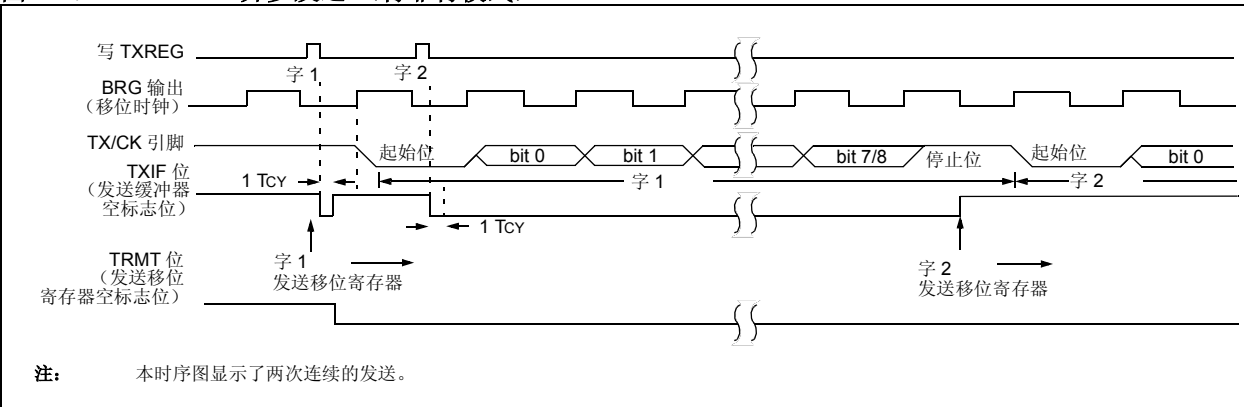 写 TXREG
字 1
字 2
BRG 输出
（移位时钟）
TX/CK 引脚
起始位
bit 0
bit 1
bit 7/8
停止位
起始位
bit 0
TXIF 位
（发送缓冲器
空标志位）
1 TCY
字 1
字 2
1 TCY
TRMT 位
（发送移位
寄存器空标志位）
字 1
发送移位寄存器
字 2
发送移位寄存器
注： 本时序图显示了两次连续的发送。